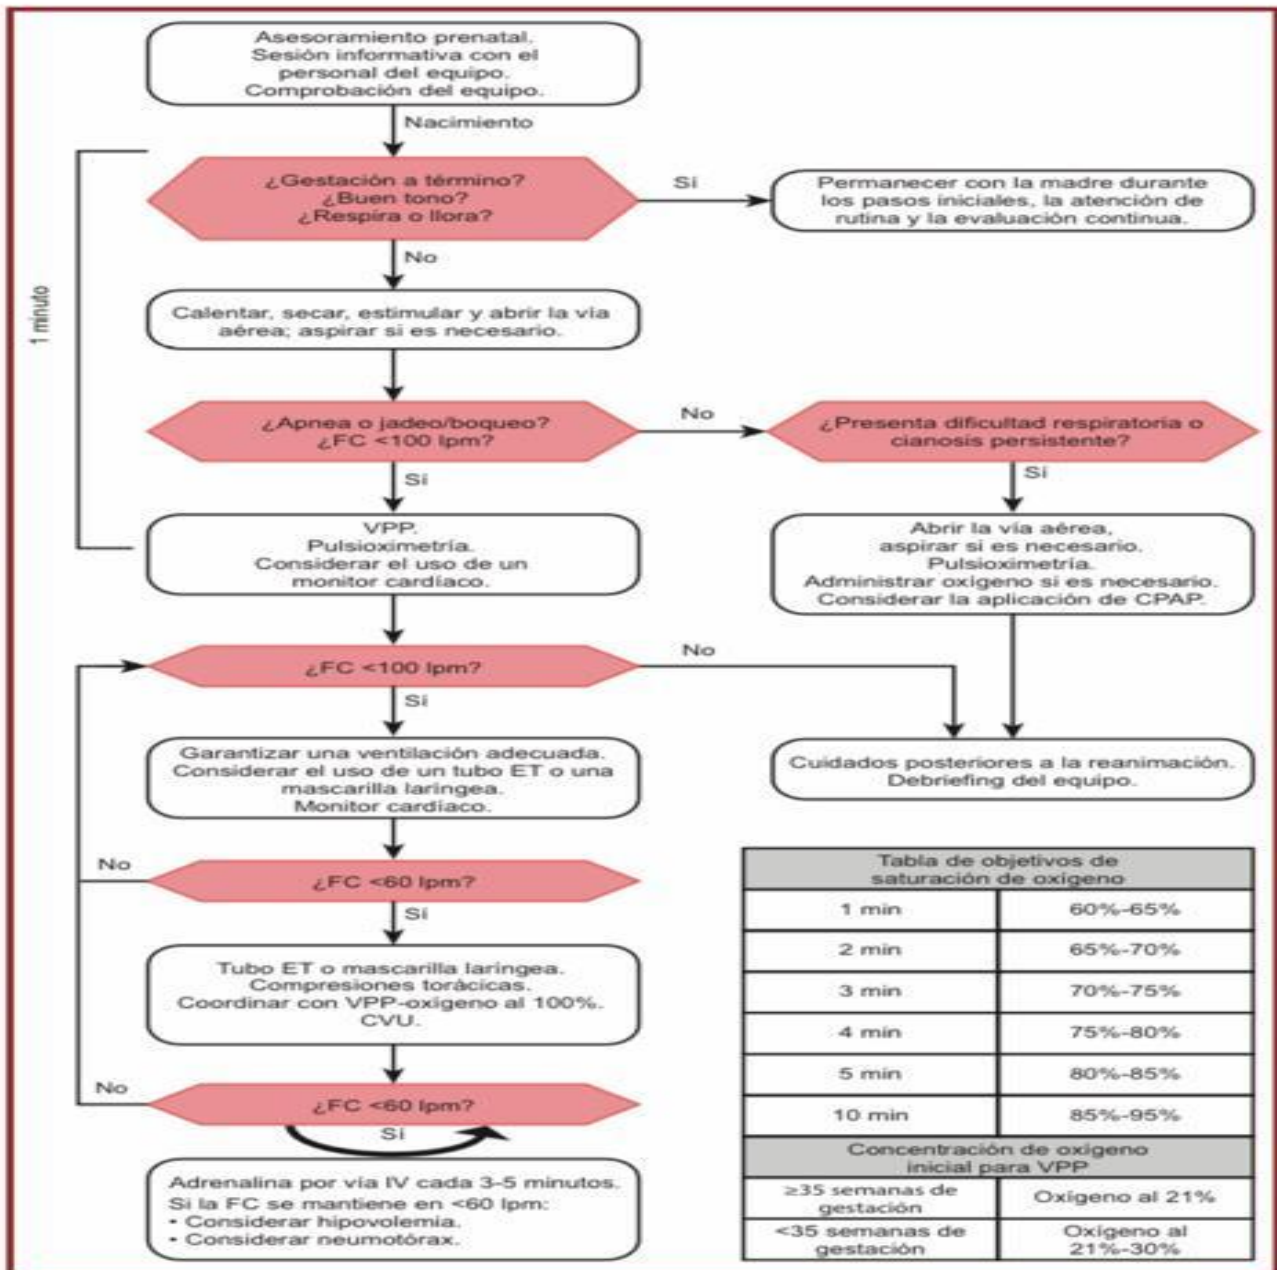 Asesoramiento prenatal.
Sesión informativa con el
personal del equipo.
Comprobación del equipo.
Nacimiento
1 minuto
¿Gestación a término?
¿Buen tono?
¿Respira o llora?
Sí
Permanecer con la madre durante
los pasos iniciales, la atención de
rutina y la evaluación continua.
No
Calentar, secar, estimular y abrir la vía
aérea; aspirar si es necesario.
¿Apnea o jadeo/boqueo?
¿FC <100 lpm?
No
¿Presenta dificultad respiratoria o
cianosis persistente?
Sí
Sí
VPP.
Pulsioximetría.
Considerar el uso de un
monitor cardíaco.
Abrir la vía aérea,
aspirar si es necesario.
Pulsioximetría.
Administrar oxígeno si es necesario.
Considerar la aplicación de CPAP.
¿FC <100 lpm?
No
Sí
Garantizar una ventilación adecuada.
Considerar el uso de un tubo ET o una
mascarilla laríngea.
Monitor cardíaco.
Cuidados posteriores a la reanimación.
Debriefing del equipo.
No
¿FC <60 lpm?
Sí
Tubo ET o mascarilla laríngea.
Compresiones torácicas.
Coordinar con VPP-oxígeno al 100%.
CVU.
No
¿FC <60 lpm?
Sí
Adrenalina por vía IV cada 3-5 minutos.
Si la FC se mantiene en <60 lpm:
• Considerar hipovolemia.
• Considerar neumotórax.
Tabla de objetivos de
saturación de oxígeno
1 min 60%-65%
2 min 65%-70%
3 min 70%-75%
4 min 75%-80%
5 min 80%-85%
10 min 85%-95%
Concentración de oxígeno
inicial para VPP
≥35 semanas de
gestación
Oxígeno al 21%
<35 semanas de
gestación
Oxígeno al
21%-30%